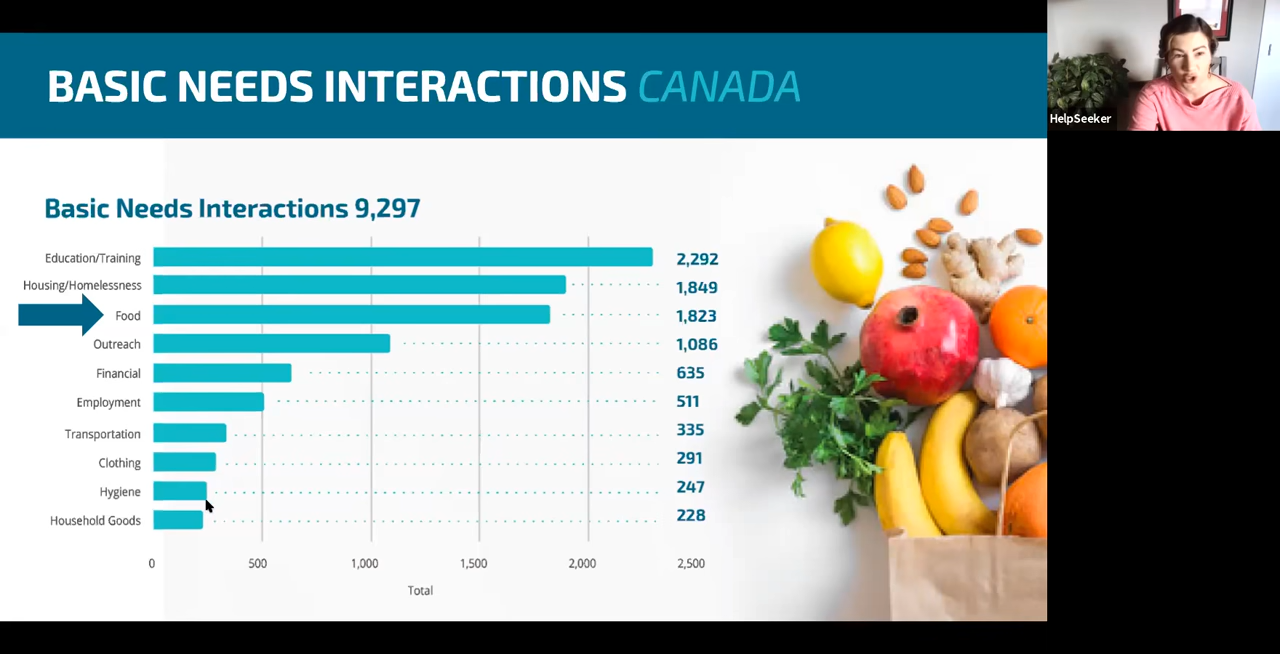 BASIC NEEDS INTERACTIONS CANADA
HelpSeeker
Basic Needs Interactions 9,297
Education/Training 2,292
Housing/Homelessness 1,849
Food 1,823
Outreach 1,086
Financial 635
Employment 511
Transportation 335
Clothing 291
Hygiene 247
Household Goods 228
0 500 1,000 1,500 2,000 2,500
Total